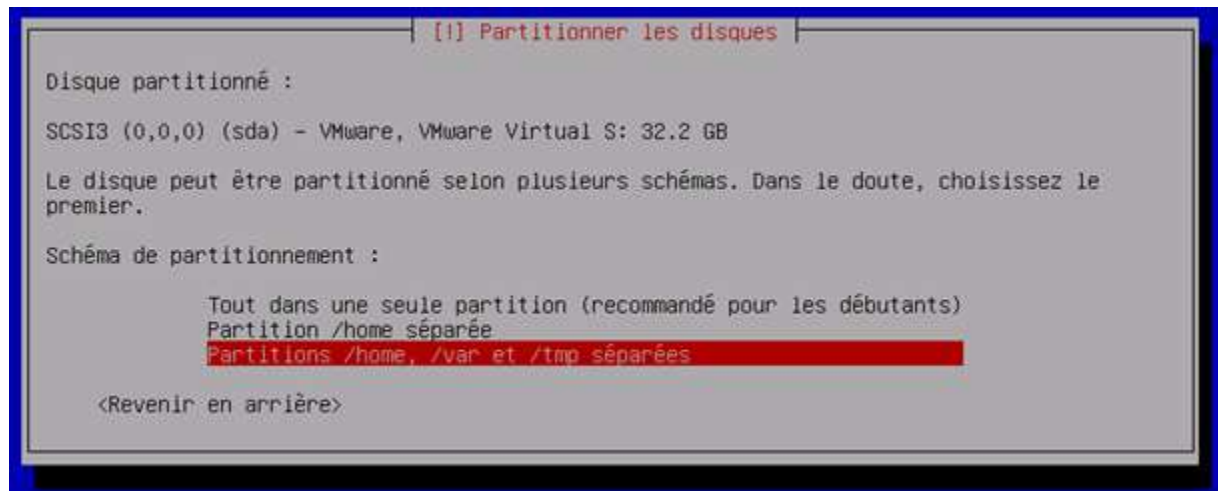 [!] Partitionner les disques
Disque partitionné :
SCSI3 (0,0,0) (sda) - VMware, VMware Virtual S: 32.2 GB
Le disque peut être partitionné selon plusieurs schémas. Dans le doute, choisissez le
premier.
Schéma de partitionnement :
Tout dans une seule partition (recommandé pour les débutants)
Partition /home séparée
Partitions /home, /var et /tmp séparées
<Revenir en arrière>